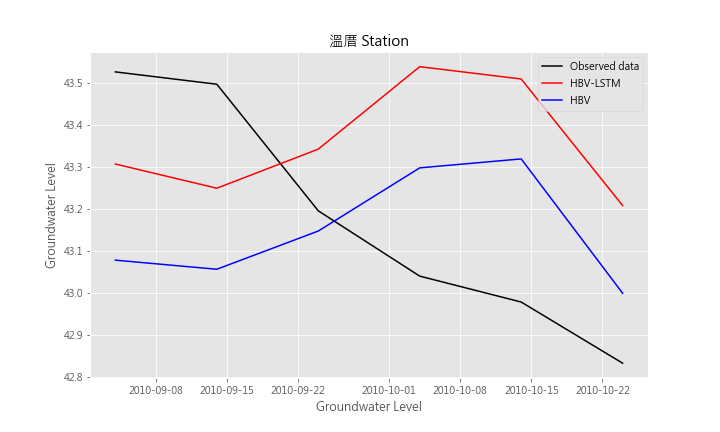 溫厝 Station
Observed data
HBV-LSTM
HBV
Groundwater Level
43.5
43.4
43.3
43.2
43.1
43.0
42.9
42.8
2010-09-08
2010-09-15
2010-09-22
2010-10-01
2010-10-08
2010-10-15
2010-10-22
Groundwater Level